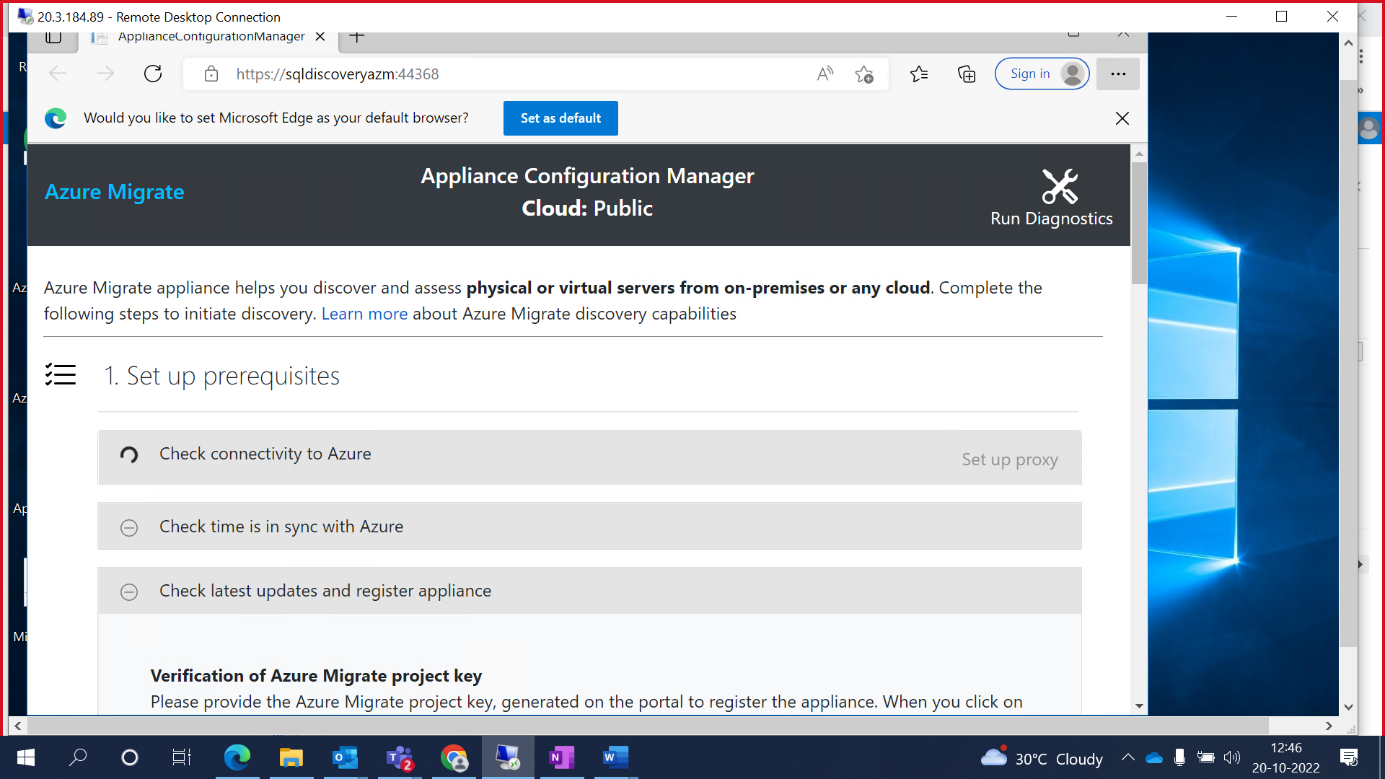 20.3.184.89 - Remote Desktop Connection
ApplianceConfigurationManager
https://sqldiscoveryazm:44368
Sign in
Would you like to set Microsoft Edge as your default browser?
Set as default
Azure Migrate
Appliance Configuration Manager
Cloud: Public
Run Diagnostics
Azure Migrate appliance helps you discover and assess physical or virtual servers from on-premises or any cloud. Complete the
following steps to initiate discovery. Learn more about Azure Migrate discovery capabilities
1. Set up prerequisites
Check connectivity to Azure
Set up proxy
Check time is in sync with Azure
Check latest updates and register appliance
Verification of Azure Migrate project key
Please provide the Azure Migrate project key, generated on the portal to register the appliance. When you click on
R
Az
Az
Ap
Mi
2
30°C Cloudy
12:46
20-10-2022